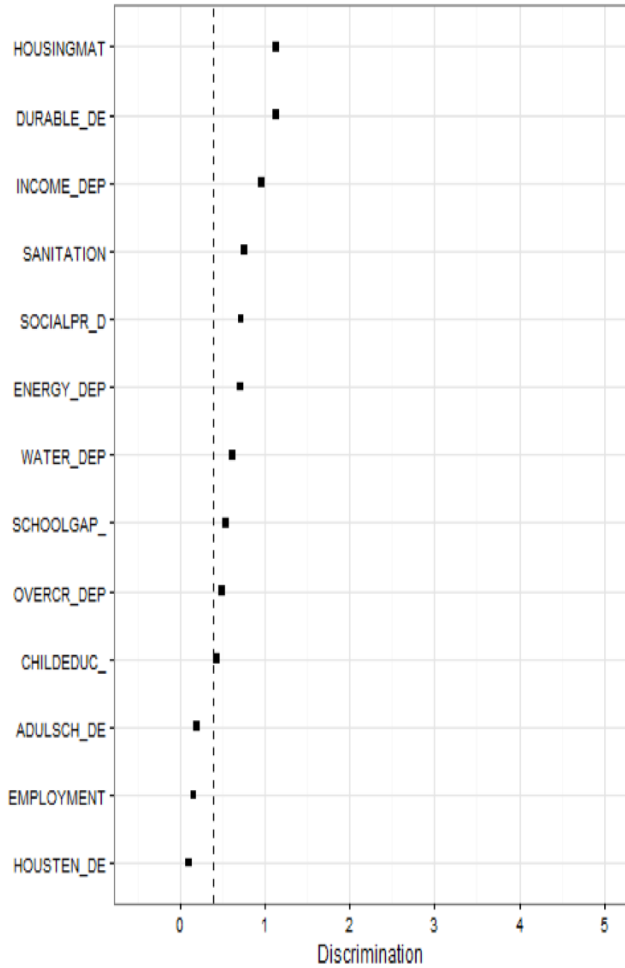 HOUSINGMAT
DURABLE_DE
INCOME_DEP
SANITATION
SOCIALPR_D
ENERGY_DEP
WATER_DEP
SCHOOLGAP_
OVERCR_DEP
CHILDEDUC_
ADULSCH_DE
EMPLOYMENT
HOUSTEN_DE
0 1 2 3 4 5
Discrimination